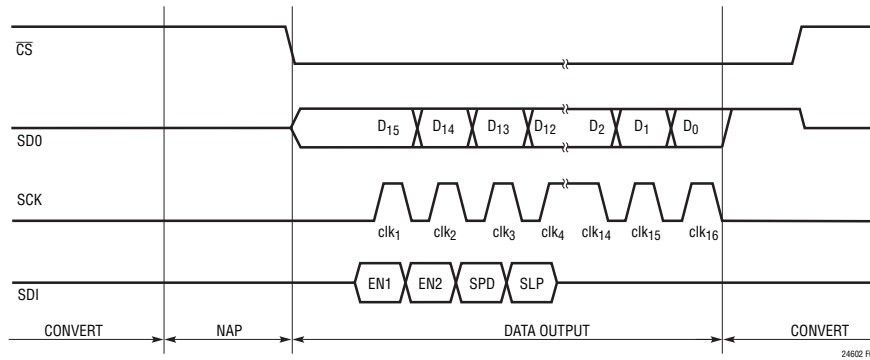 CS
D15 D14 D13 D12 D2 D1 D0
SD0
SCK
clk1 clk2 clk3 clk4 clk14 clk15 clk16
EN1 EN2 SPD SLP
SDI
CONVERT NAP DATA OUTPUT CONVERT